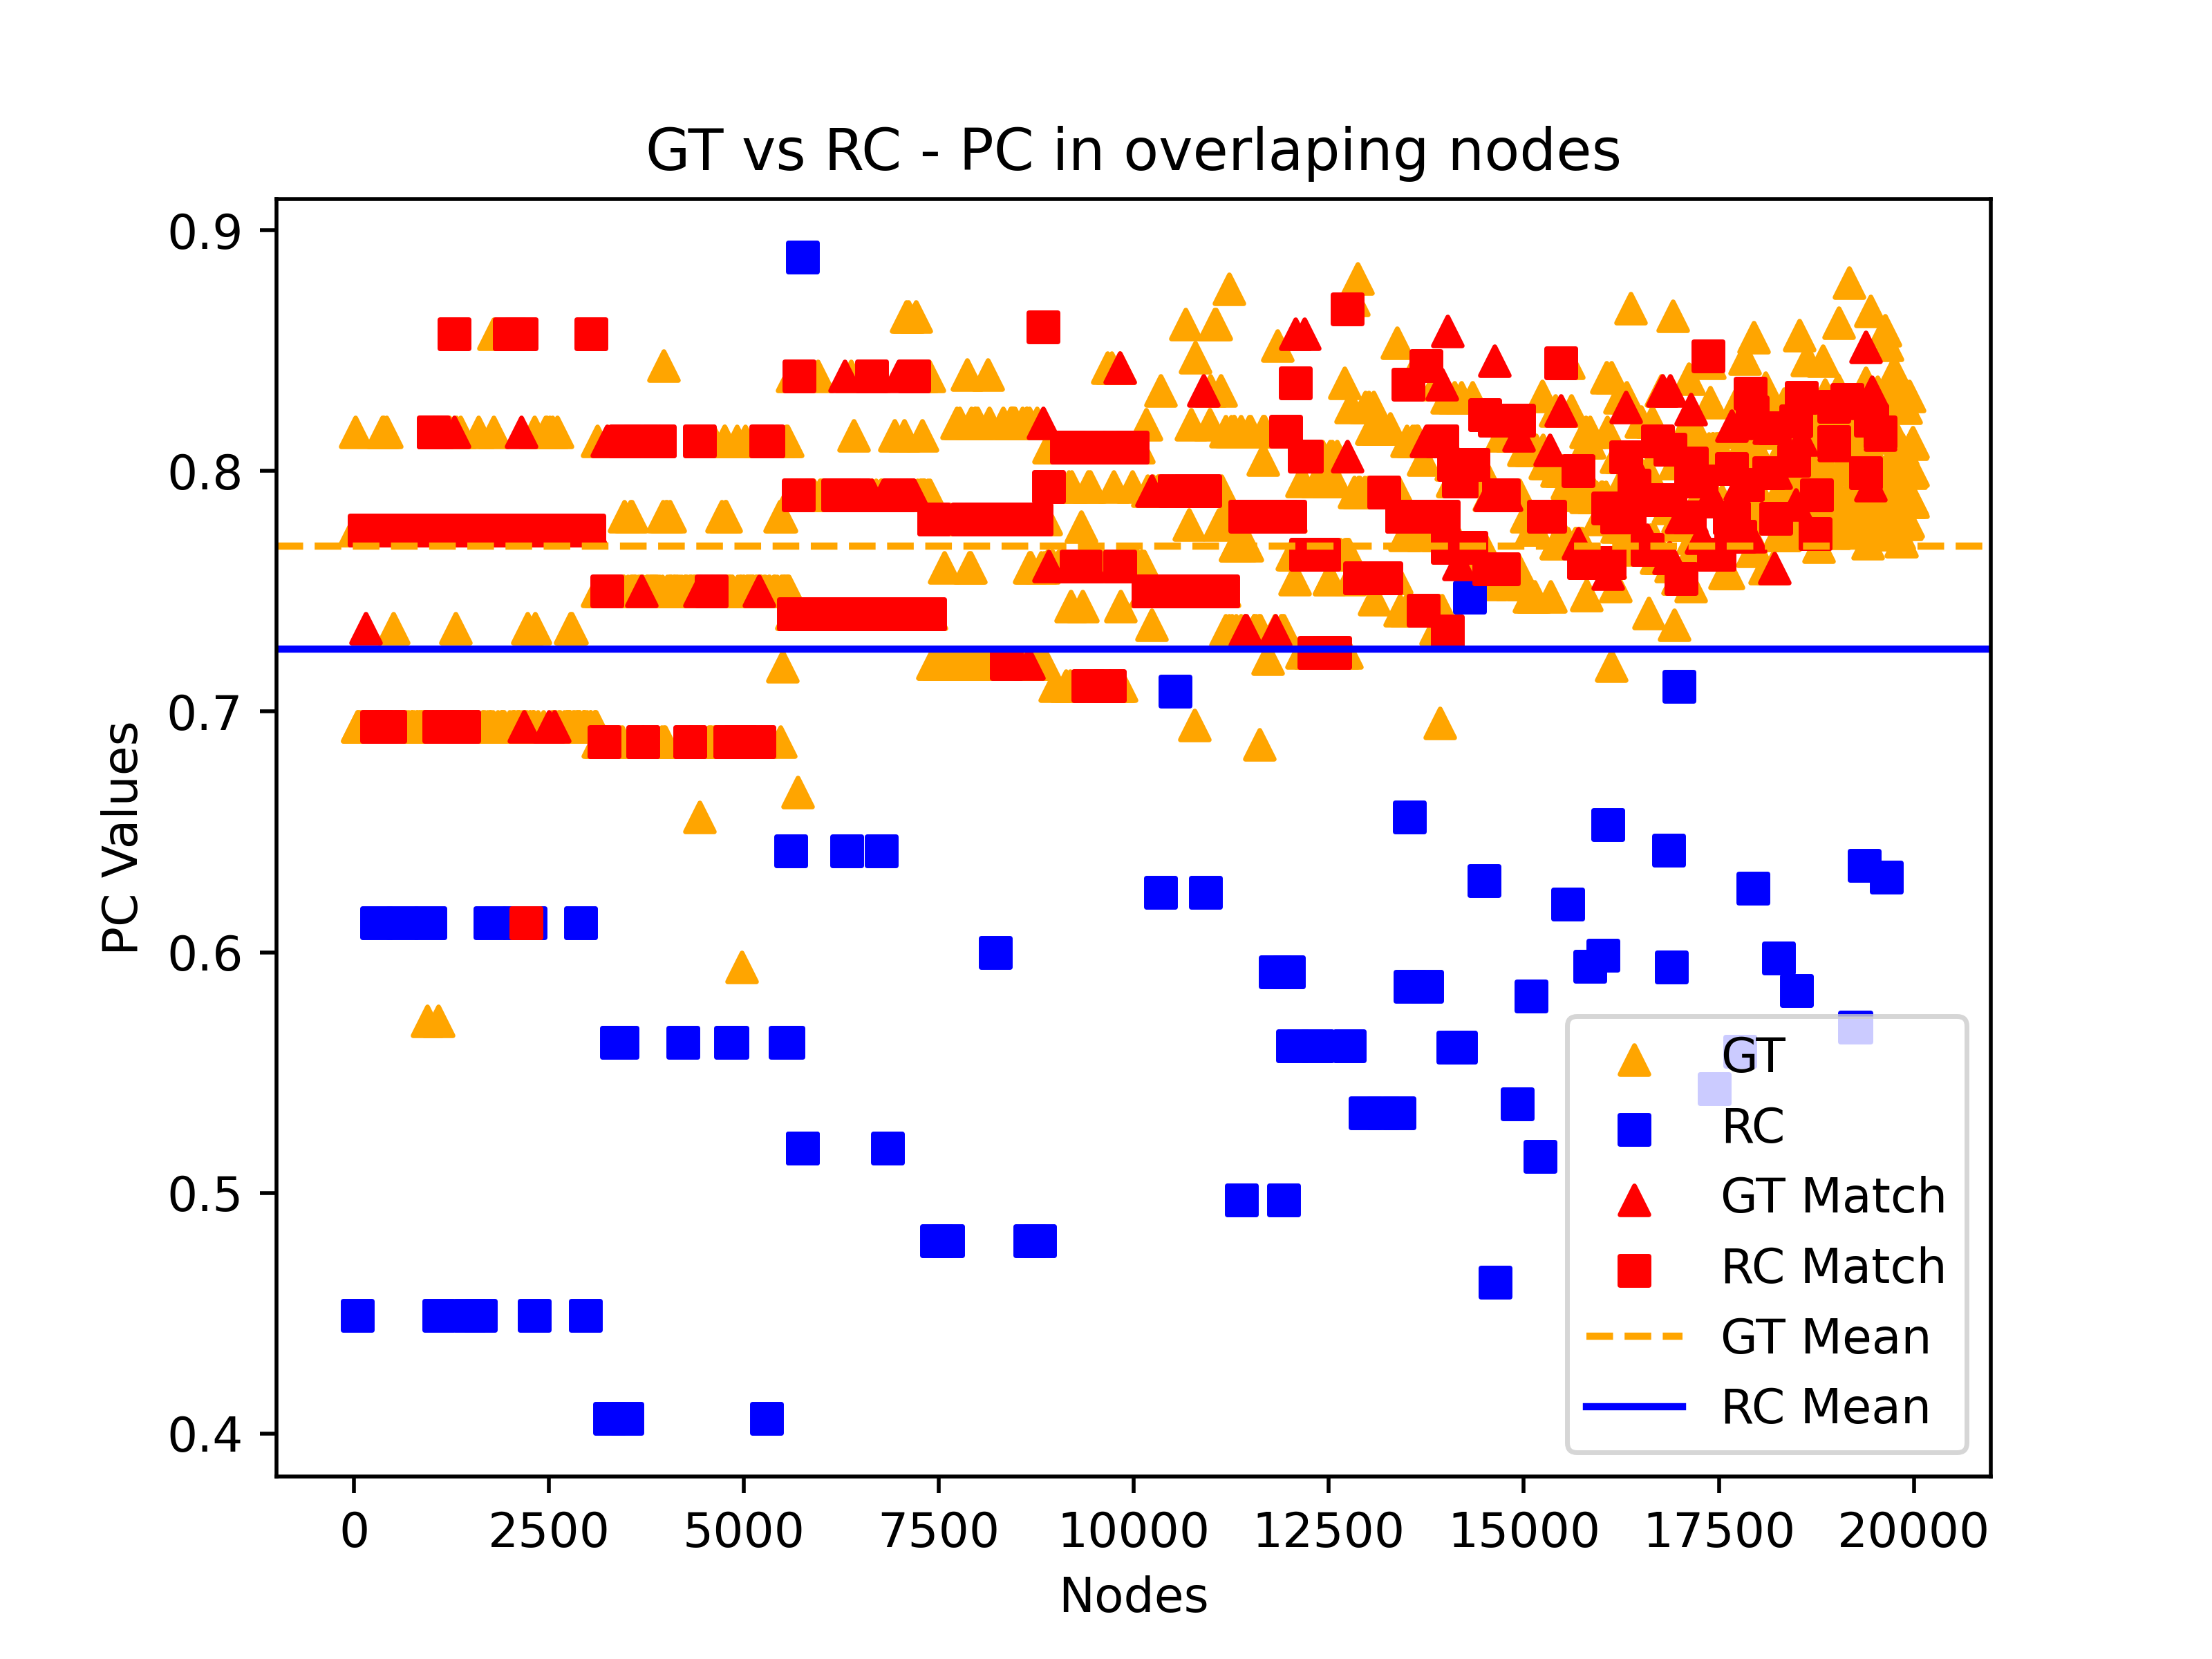 GT vs RC - PC in overlaping nodes
PC Values
0.9
0.8
0.7
0.6
0.5
0.4
0 2500 5000 7500 10000 12500 15000 17500 20000
Nodes
GT
RC
GT Match
RC Match
GT Mean
RC Mean